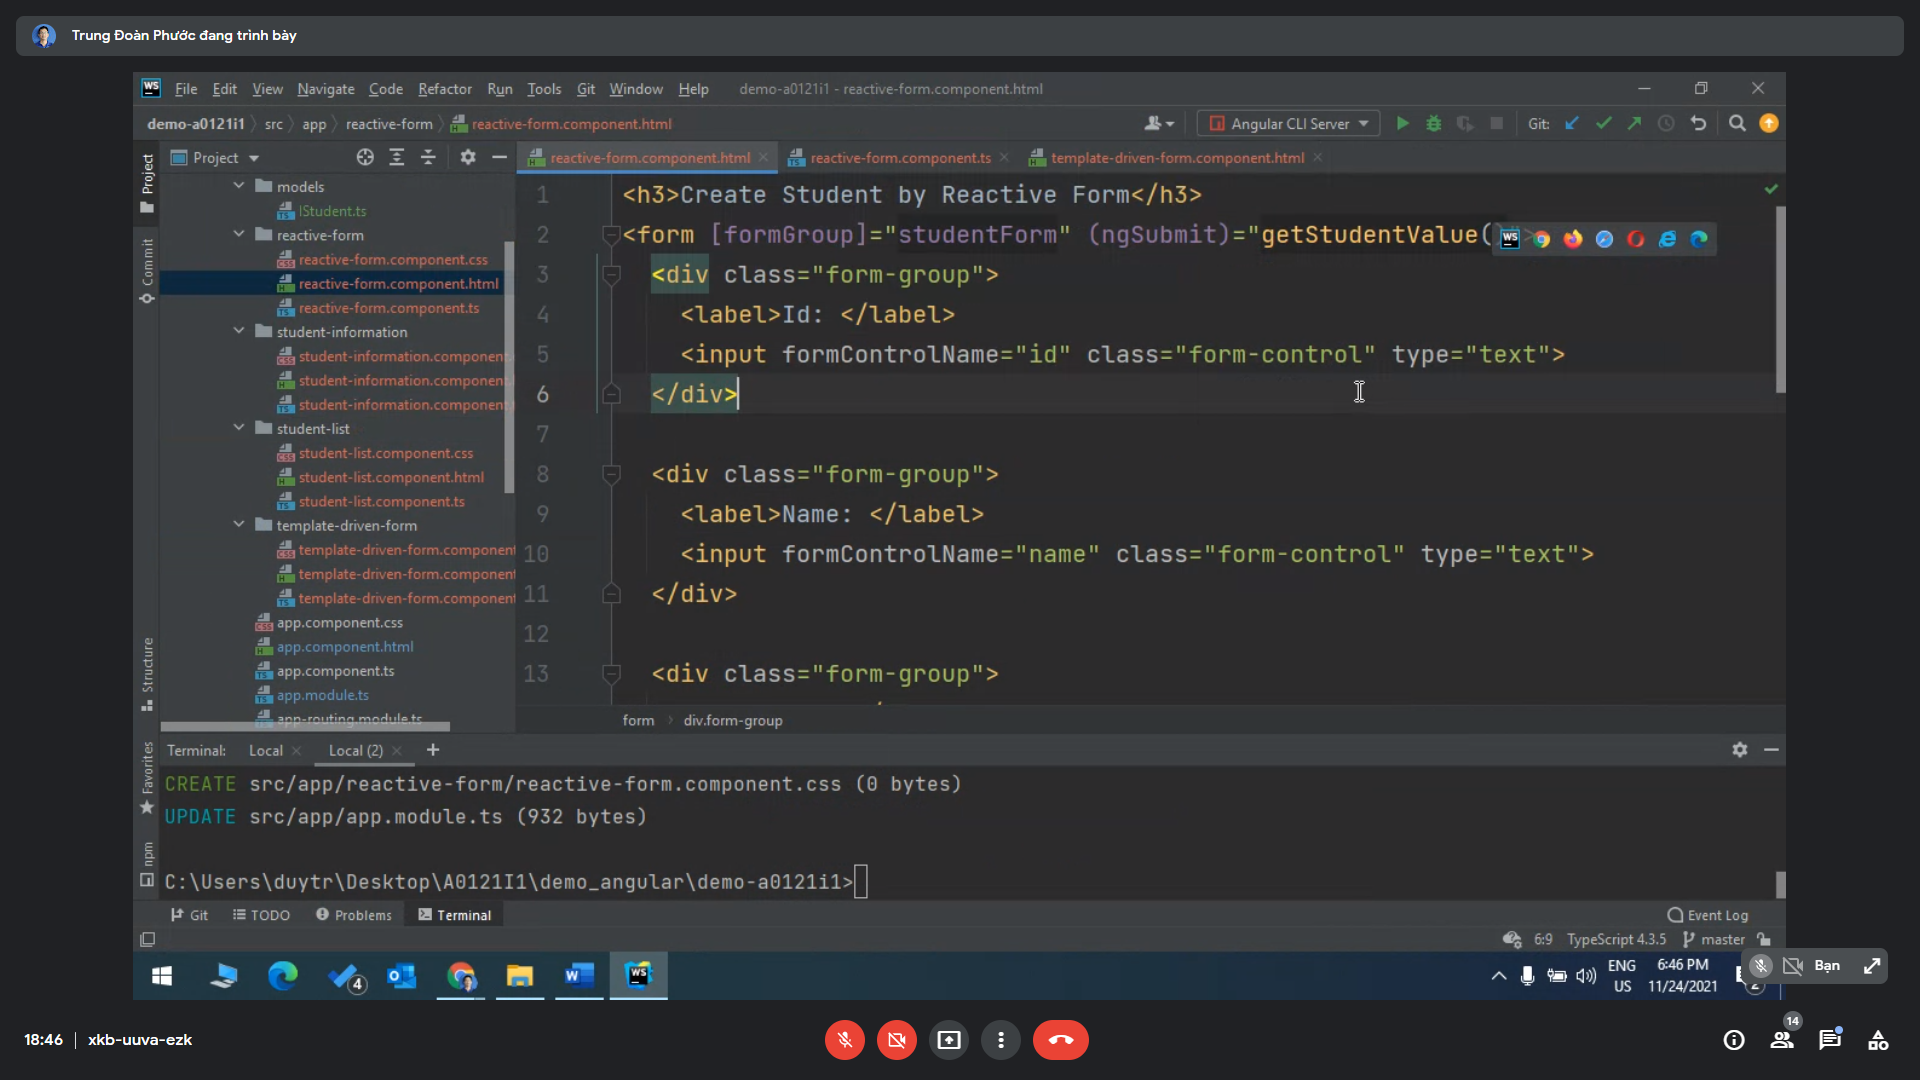 Trung Đoàn Phước đang trình bày
WS File Edit View Navigate Code Refactor Run Tools Git Window Help demo-a0121i1 - reactive-form.component.html
demo-a0121i1 src app reactive-form reactive-form.component.html Angular CLI Server Git:
Project reactive-form.component.html reactive-form.component.ts template-driven-form.component.html
Project
Commit
Structure
Favorites
npm
models
IStudent.ts
reactive-form
reactive-form.component.css
reactive-form.component.html
reactive-form.component.ts
student-information
student-information.component
student-information.component
student-information.component
student-list
student-list.component.css
student-list.component.html
student-list.component.ts
template-driven-form
template-driven-form.component
template-driven-form.component
template-driven-form.component
app.component.css
app.component.html
app.component.ts
app.module.ts
app-routing.module.ts
1 <h3>Create Student by Reactive Form</h3>
2 <form [formGroup]="studentForm" (ngSubmit)="getStudentValue(
3 <div class="form-group">
4 <label>Id: </label>
5 <input formControlName="id" class="form-control" type="text">
6 </div>
7
8 <div class="form-group">
9 <label>Name: </label>
10 <input formControlName="name" class="form-control" type="text">
11 </div>
12
13 <div class="form-group">
form div.form-group
Terminal: Local Local (2)
CREATE src/app/reactive-form/reactive-form.component.css (0 bytes)
UPDATE src/app/app.module.ts (932 bytes)
C:\Users\duytr\Desktop\A0121I1\demo_angular\demo-a0121i1>
Git TODO Problems Terminal Event Log
6:9 TypeScript 4.3.5 master
4 ENG 6:46 PM
US 11/24/2021 2
Bạn
18:46 xkb-uuva-ezk 14